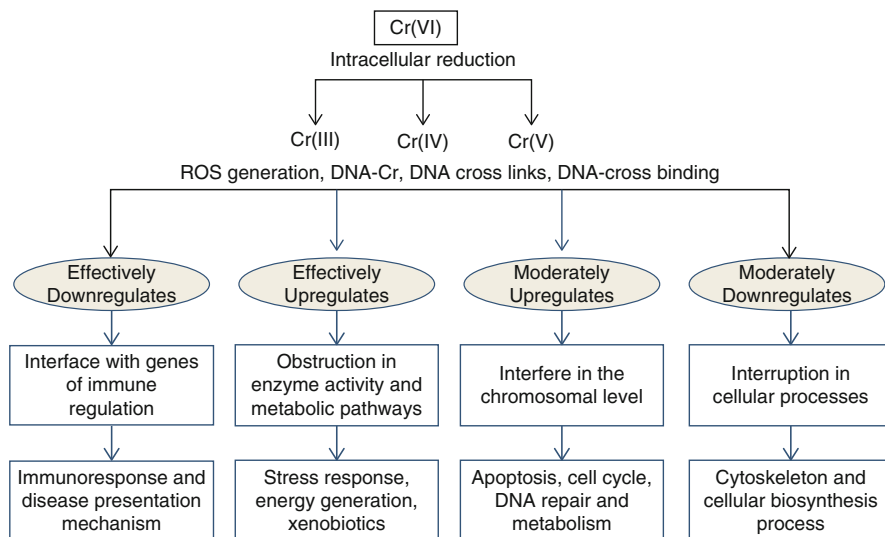 Cr(VI)
Intracellular reduction
Cr(III)
Cr(IV)
Cr(V)
ROS generation, DNA-Cr, DNA cross links, DNA-cross binding
Effectively
Downregulates
Effectively
Upregulates
Moderately
Upregulates
Moderately
Downregulates
Interface with genes
of immune
regulation
Obstruction in
enzyme activity and
metabolic pathways
Interfere in the
chromosomal level
Interruption in
cellular processes
Immunoresponse and
disease presentation
mechanism
Stress response,
energy generation,
xenobiotics
Apoptosis, cell cycle,
DNA repair and
metabolism
Cytoskeleton and
cellular biosynthesis
process